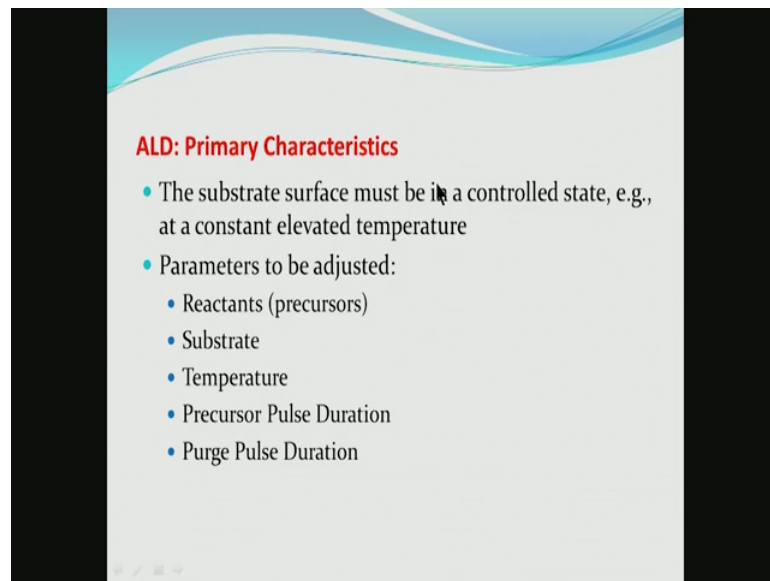 ALD: Primary Characteristics
• The substrate surface must be in a controlled state, e.g.,
at a constant elevated temperature
• Parameters to be adjusted:
• Reactants (precursors)
• Substrate
• Temperature
• Precursor Pulse Duration
• Purge Pulse Duration